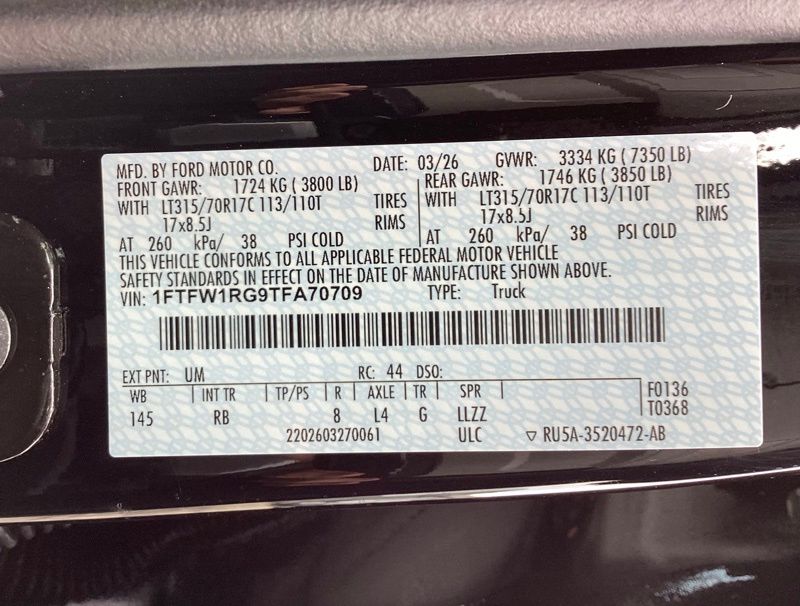 MFD. BY FORD MOTOR CO. DATE: 03/26 GVWR: 3334 KG ( 7350 LB)
FRONT GAWR: 1724 KG ( 3800 LB) REAR GAWR: 1746 KG ( 3850 LB)
WITH LT315/70R17C 113/110T TIRES LT315/70R17C 113/110T TIRES
17x8.5J RIMS WITH 17x8.5J RIMS
AT 260 kPa/ 38 PSI COLD AT 260 kPa/ 38 PSI COLD
THIS VEHICLE CONFORMS TO ALL APPLICABLE FEDERAL MOTOR VEHICLE
SAFETY STANDARDS IN EFFECT ON THE DATE OF MANUFACTURE SHOWN ABOVE.
VIN: 1FTFW1RG9TFA70709 TYPE: Truck
EXT PNT: UM RC: 44 DSO:
WB INT TR TP/PS R AXLE TR SPR F0136
145 RB 8 L4 G LLZZ T0368
2202603270061 ULC ▽ RU5A-3520472-AB